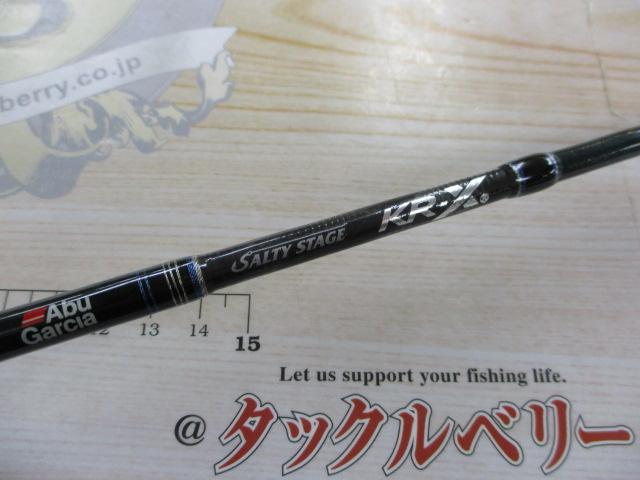 berry.co.jp
KR-X
SALTY STAGE
Abu
Garcia
12 13 14 15
Let us support your fishing life.
@タックルベリー